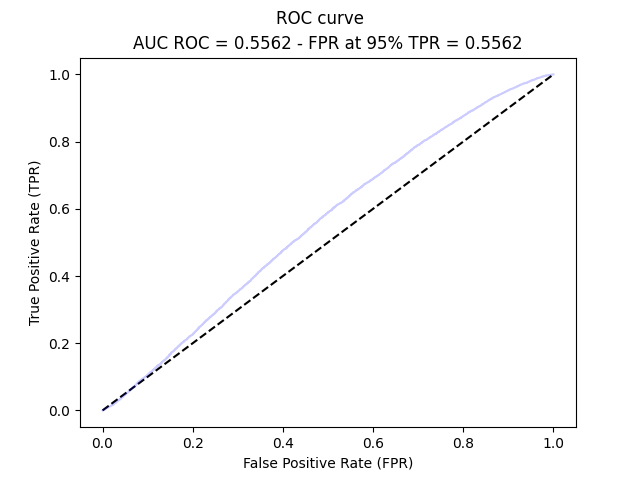 ROC curve
AUC ROC = 0.5562 - FPR at 95% TPR = 0.5562
1.0
0.8
0.6
0.4
0.2
0.0
True Positive Rate (TPR)
0.0 0.2 0.4 0.6 0.8 1.0
False Positive Rate (FPR)